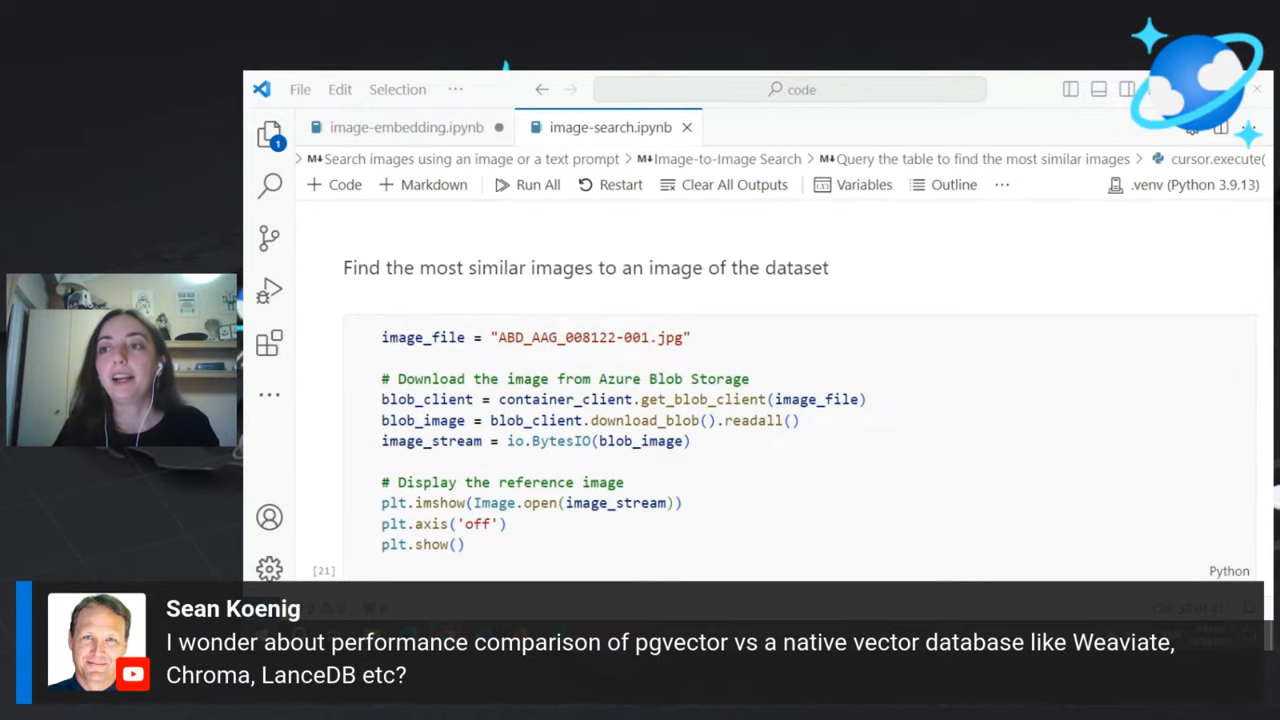 File Edit Selection ··· code
image-embedding.ipynb image-search.ipynb
1
Search images using an image or a text prompt > M↓Image-to-Image Search > M↓Query the table to find the most similar images > cursor.execute(
+ Code + Markdown Run All Restart Clear All Outputs Variables Outline ··· .venv (Python 3.9.13)
Find the most similar images to an image of the dataset
image_file = "ABD_AAG_008122-001.jpg"
# Download the image from Azure Blob Storage
blob_client = container_client.get_blob_client(image_file)
blob_image = blob_client.download_blob().readall()
image_stream = io.BytesIO(blob_image)
# Display the reference image
plt.imshow(Image.open(image_stream))
plt.axis('off')
plt.show()
[21] Python
Sean Koenig
I wonder about performance comparison of pgvector vs a native vector database like Weaviate,
Chroma, LanceDB etc?